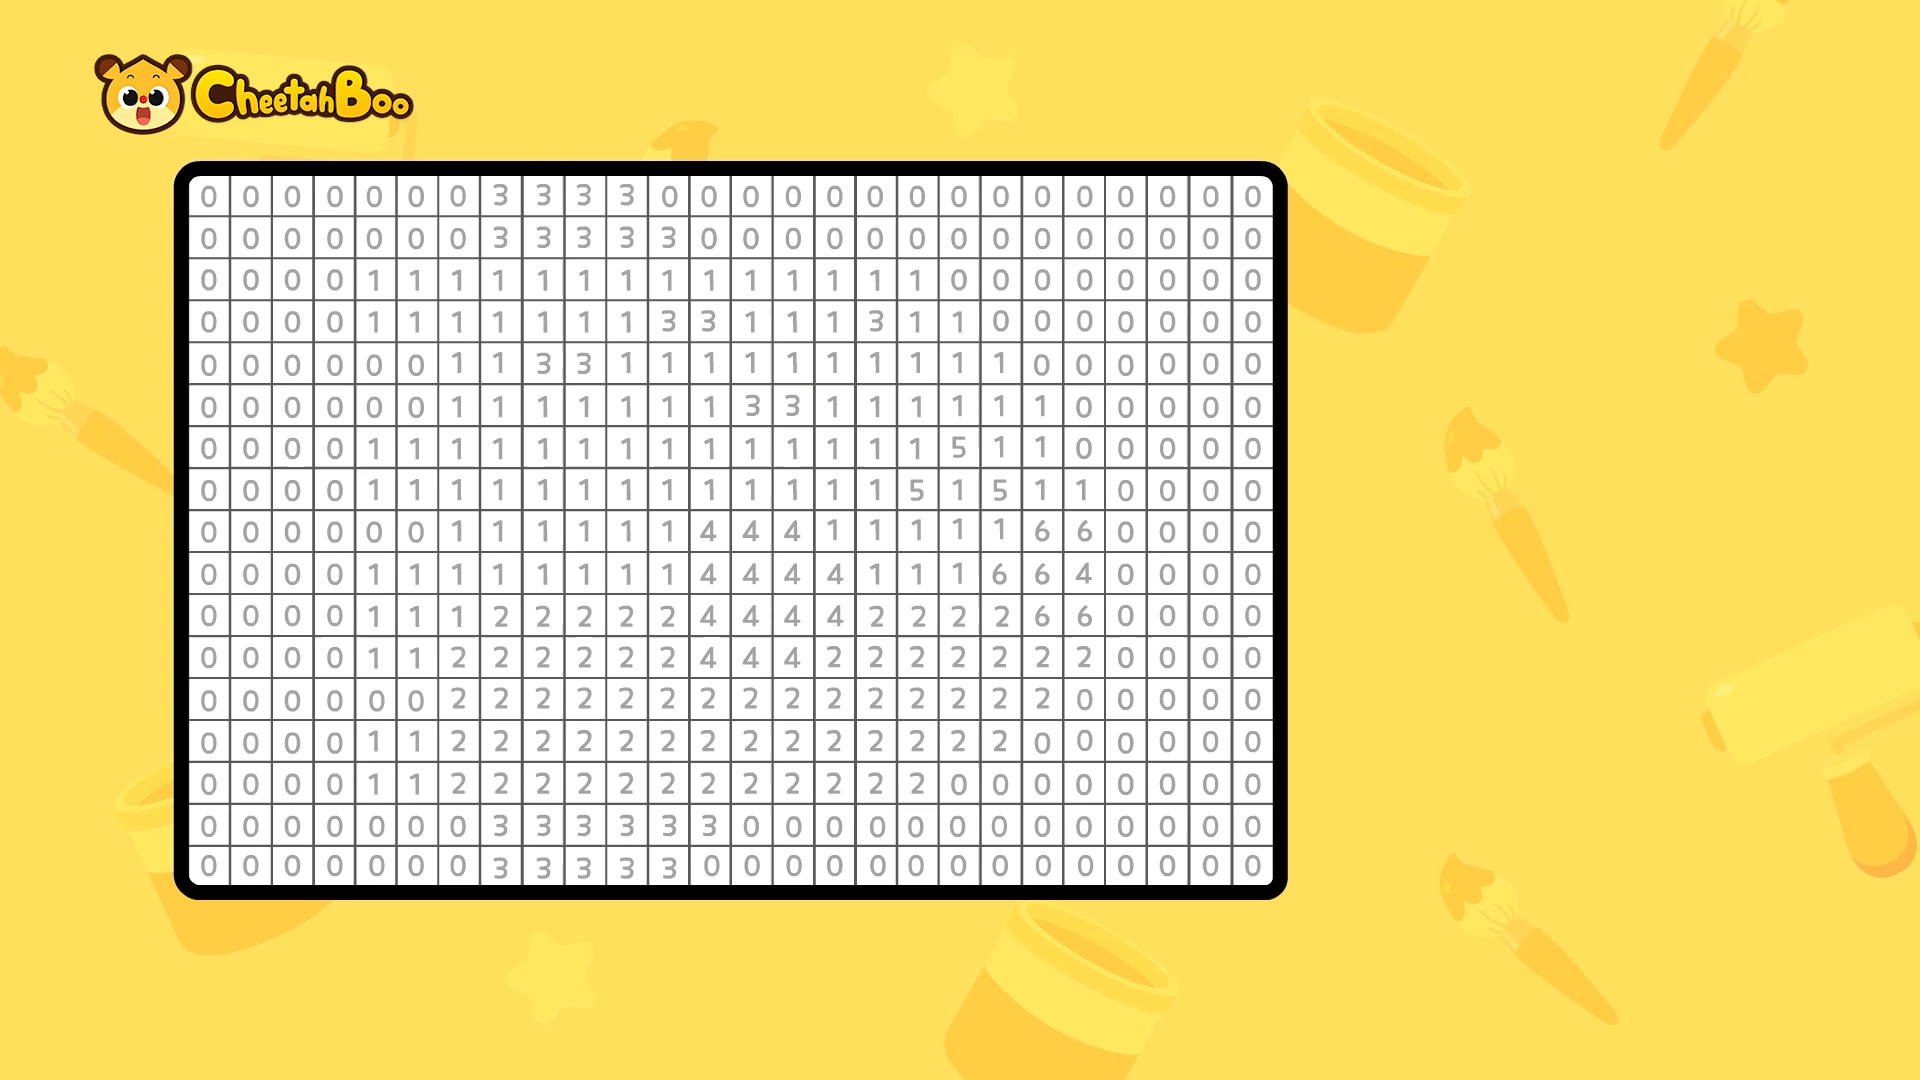 CheetahBoo
0 0 0 0 0 0 0 3 3 3 3 0 0 0 0 0 0 0 0 0 0 0 0 0 0 0
0 0 0 0 0 0 0 3 3 3 3 3 0 0 0 0 0 0 0 0 0 0 0 0 0 0
0 0 0 0 1 1 1 1 1 1 1 1 1 1 1 1 1 1 0 0 0 0 0 0 0 0
0 0 0 0 1 1 1 1 1 1 1 3 3 1 1 1 3 1 1 0 0 0 0 0 0 0
0 0 0 0 0 0 1 1 3 3 1 1 1 1 1 1 1 1 1 1 0 0 0 0 0 0
0 0 0 0 0 0 1 1 1 1 1 1 1 3 3 1 1 1 1 1 1 0 0 0 0 0
0 0 0 0 1 1 1 1 1 1 1 1 1 1 1 1 1 1 5 1 1 0 0 0 0 0
0 0 0 0 1 1 1 1 1 1 1 1 1 1 1 1 1 5 1 5 1 1 0 0 0 0
0 0 0 0 0 0 1 1 1 1 1 1 4 4 4 1 1 1 1 1 6 6 0 0 0 0
0 0 0 0 1 1 1 1 1 1 1 1 4 4 4 4 1 1 1 6 6 4 0 0 0 0
0 0 0 0 1 1 1 2 2 2 2 2 4 4 4 4 2 2 2 2 6 6 0 0 0 0
0 0 0 0 1 1 2 2 2 2 2 2 4 4 4 2 2 2 2 2 2 2 0 0 0 0
0 0 0 0 0 0 2 2 2 2 2 2 2 2 2 2 2 2 2 2 2 0 0 0 0 0
0 0 0 0 1 1 2 2 2 2 2 2 2 2 2 2 2 2 2 2 0 0 0 0 0 0
0 0 0 0 1 1 2 2 2 2 2 2 2 2 2 2 2 2 0 0 0 0 0 0 0 0
0 0 0 0 0 0 0 3 3 3 3 3 3 0 0 0 0 0 0 0 0 0 0 0 0 0
0 0 0 0 0 0 0 3 3 3 3 3 0 0 0 0 0 0 0 0 0 0 0 0 0 0